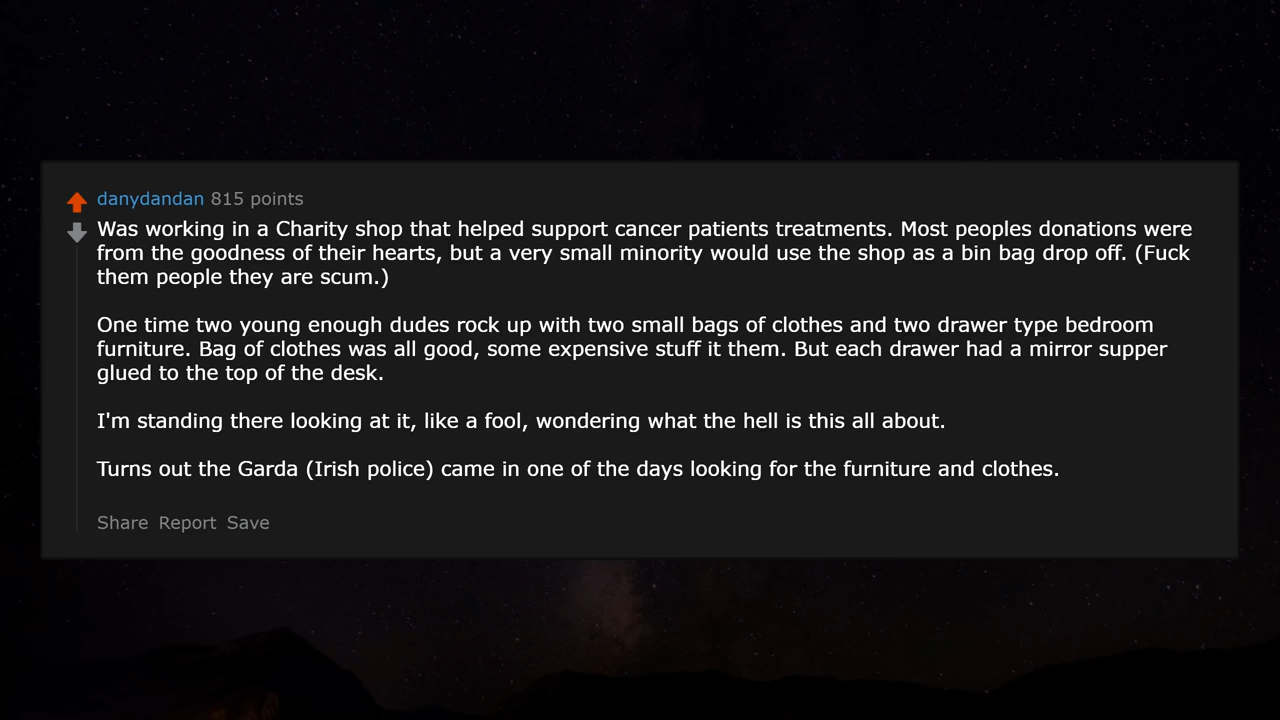 danydandan 815 points
Was working in a Charity shop that helped support cancer patients treatments. Most peoples donations were
from the goodness of their hearts, but a very small minority would use the shop as a bin bag drop off. (Fuck
them people they are scum.)
One time two young enough dudes rock up with two small bags of clothes and two drawer type bedroom
furniture. Bag of clothes was all good, some expensive stuff it them. But each drawer had a mirror supper
glued to the top of the desk.
I'm standing there looking at it, like a fool, wondering what the hell is this all about.
Turns out the Garda (Irish police) came in one of the days looking for the furniture and clothes.
Share Report Save